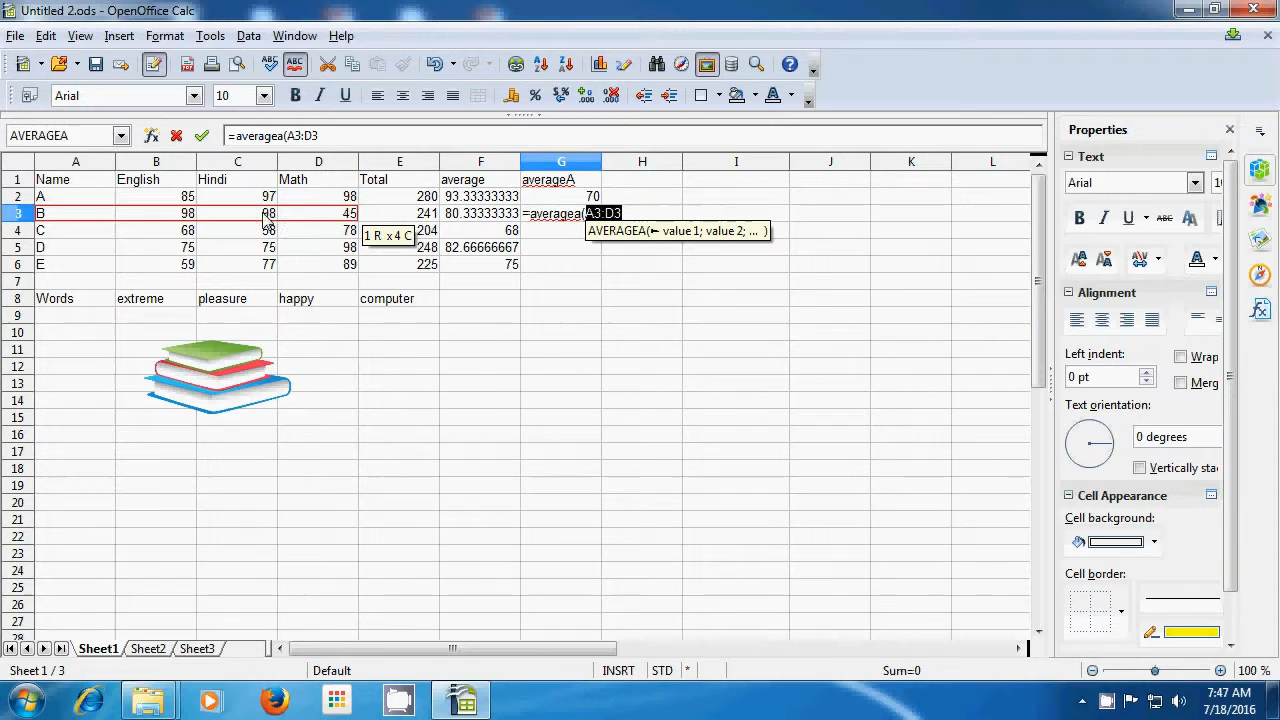 Untitled 2.ods - OpenOffice Calc
File Edit View Insert Format Tools Data Window Help
Arial 10
AVERAGEA =averagea(A3:D3
A B C D E F G H I J K L
1 Name English Hindi Math Total average averageA
2 A 85 97 98 280 93.33333333 70
3 B 98 98 45 241 80.33333333 =averagea(A3:D3
4 C 68 78 204 68
1 R x 4 C
AVERAGEA(► value 1; value 2; ... )
5 D 75 75 98 248 82.66666667
6 E 59 77 89 225 75
7
8 Words extreme pleasure happy computer
9
10
11
12
13
14
15
16
17
18
19
20
21
22
23
24
25
26
27
28
Properties
Text
Arial
B I U ABC A
Alignment
Left indent:
Wrap
0 pt
Merg
Text orientation:
0 degrees
Vertically sta
Cell Appearance
Cell background:
Cell border:
Sheet1 Sheet2 Sheet3
Sheet 1 / 3 Default INSRT STD * Sum=0 100 %
7:47 AM
7/18/2016